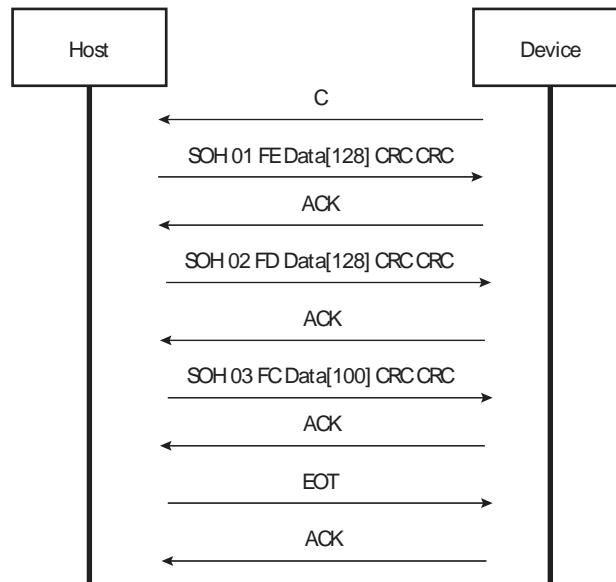 Host
Device
C
SOH 01 FE Data[128] CRC CRC
ACK
SOH 02 FD Data[128] CRC CRC
ACK
SOH 03 FC Data[100] CRC CRC
ACK
EOT
ACK